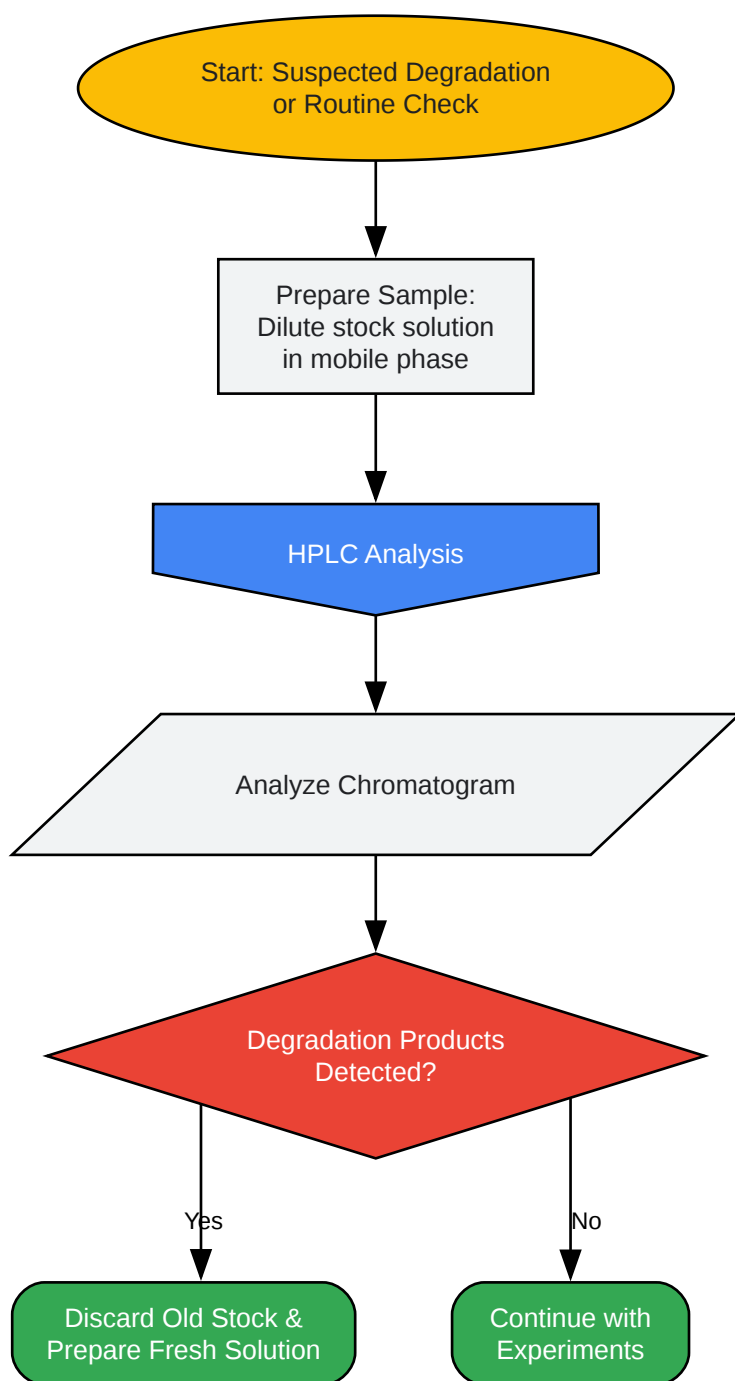 Start: Suspected Degradation
or Routine Check
Prepare Sample:
Dilute stock solution
in mobile phase
HPLC Analysis
Analyze Chromatogram
Degradation Products
Detected?
Yes
No
Discard Old Stock &
Prepare Fresh Solution
Continue with
Experiments